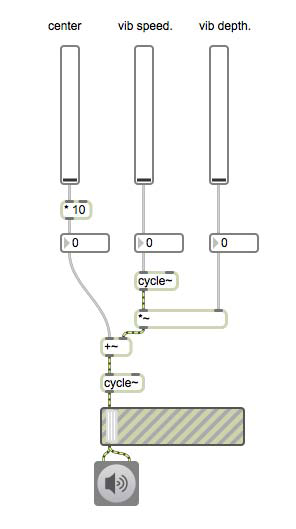 center vib speed. vib depth.
* 10
0 0 0
cycle~
*~
+~
cycle~